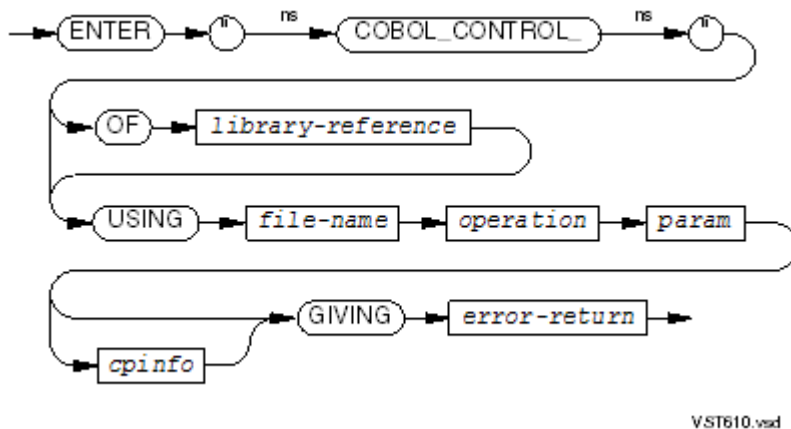 ENTER " ns COBOL_CONTROL_ ns "
OF library-reference
USING file-name operation param
GIVING error-return
cpinfo
VST610.vsd